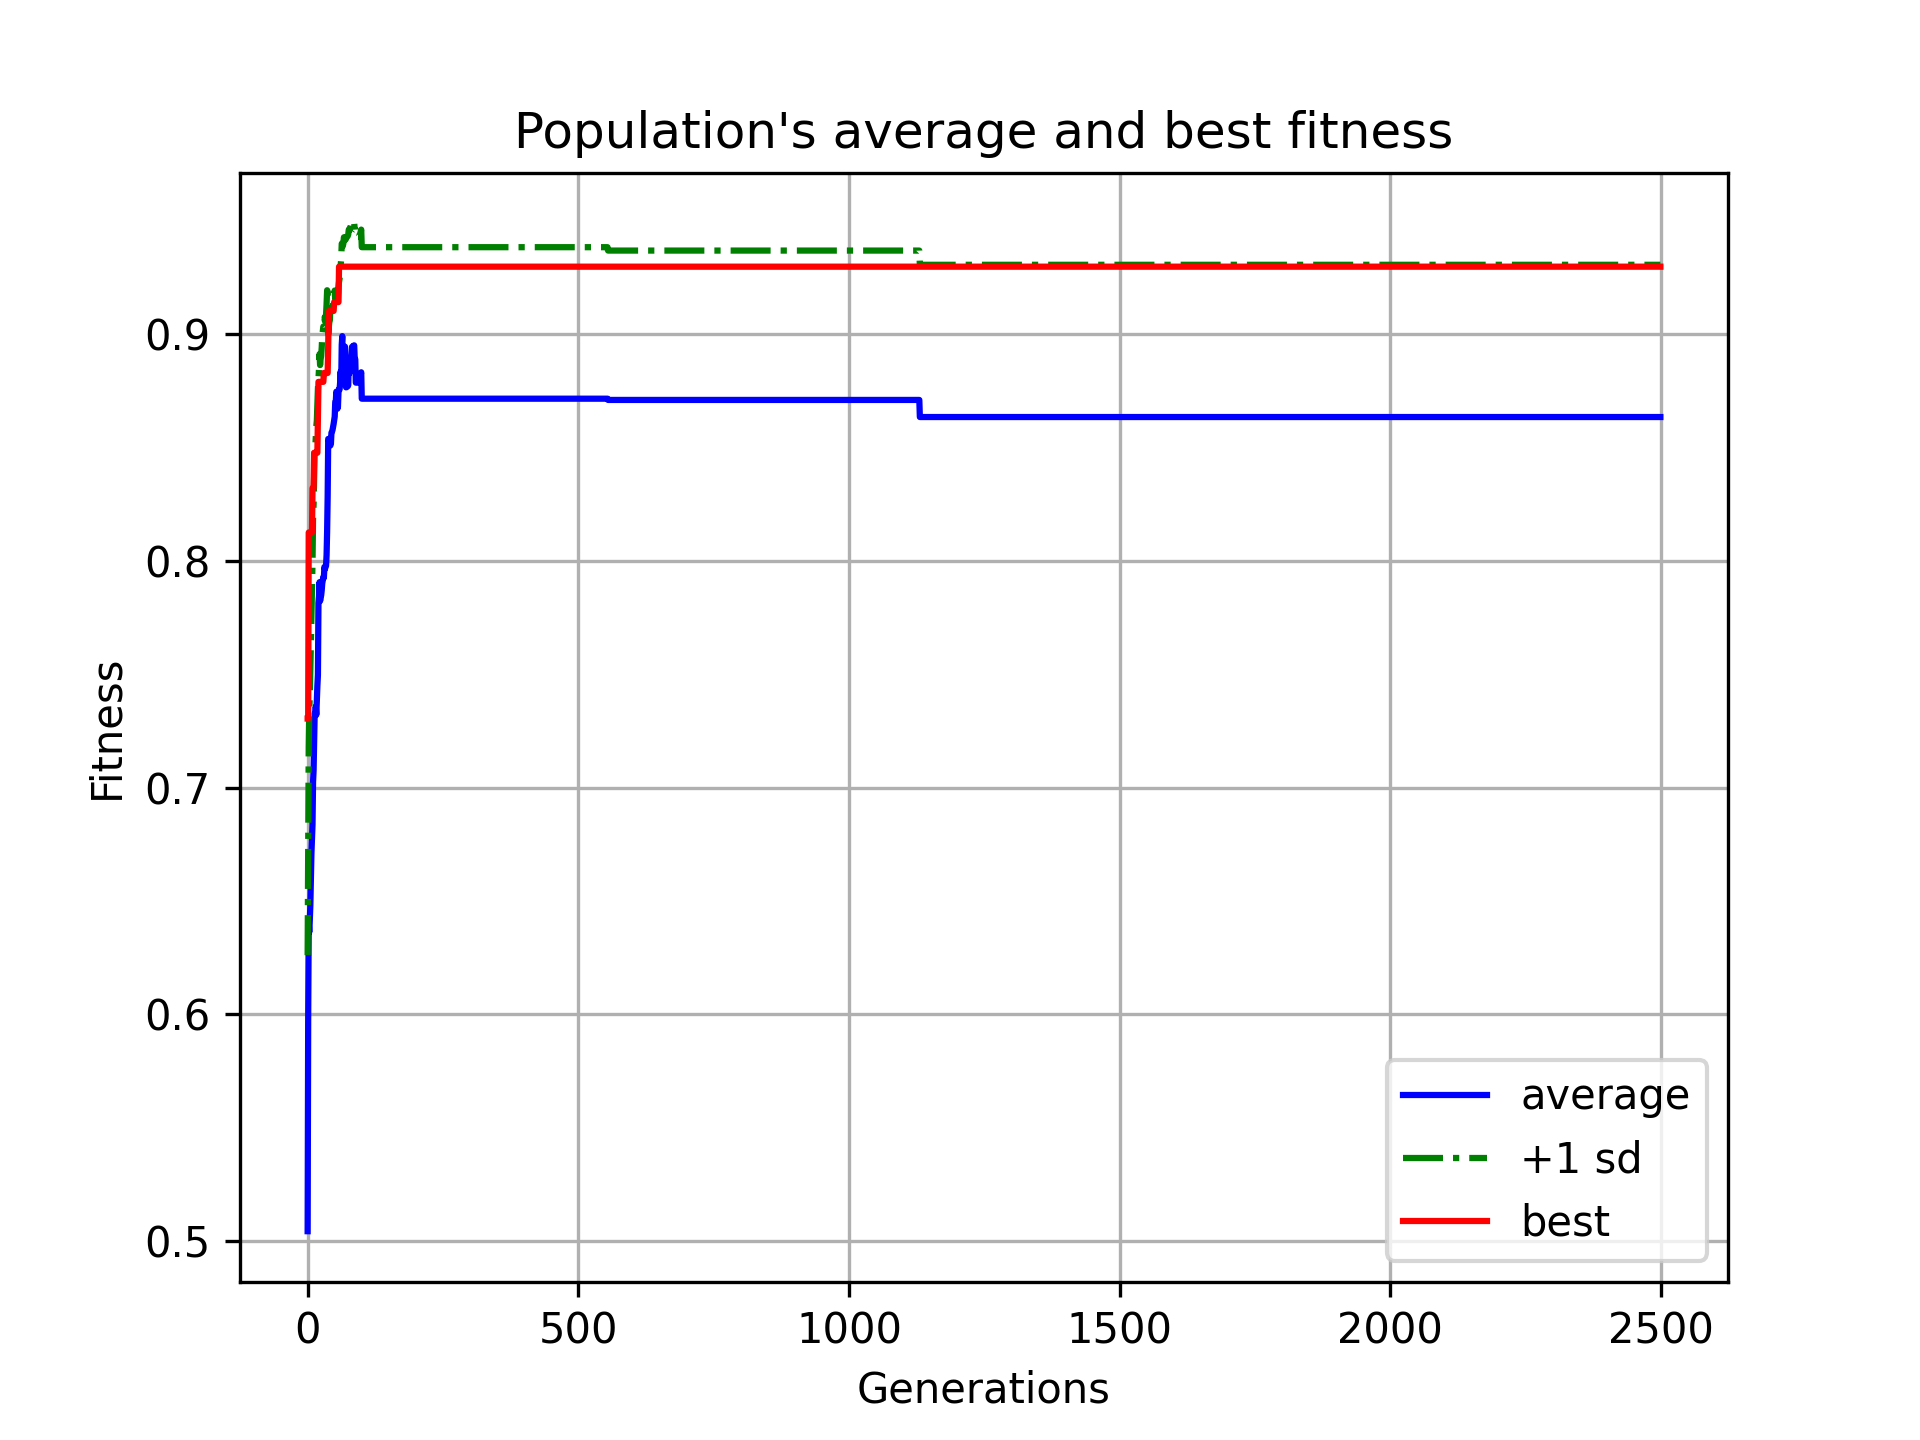 Population's average and best fitness
Fitness
0.9
0.8
0.7
0.6
0.5
0
500
1000
1500
2000
2500
Generations
average
+1 sd
best